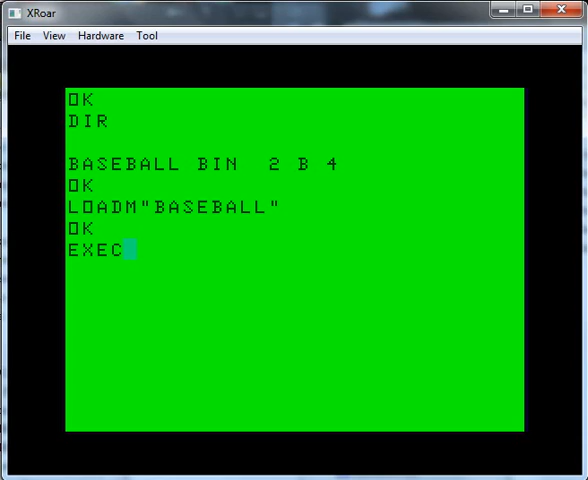 XRoar
File View Hardware Tool
OK
DIR
BASEBALL BIN 2 B 4
OK
LOADM"BASEBALL"
OK
EXEC